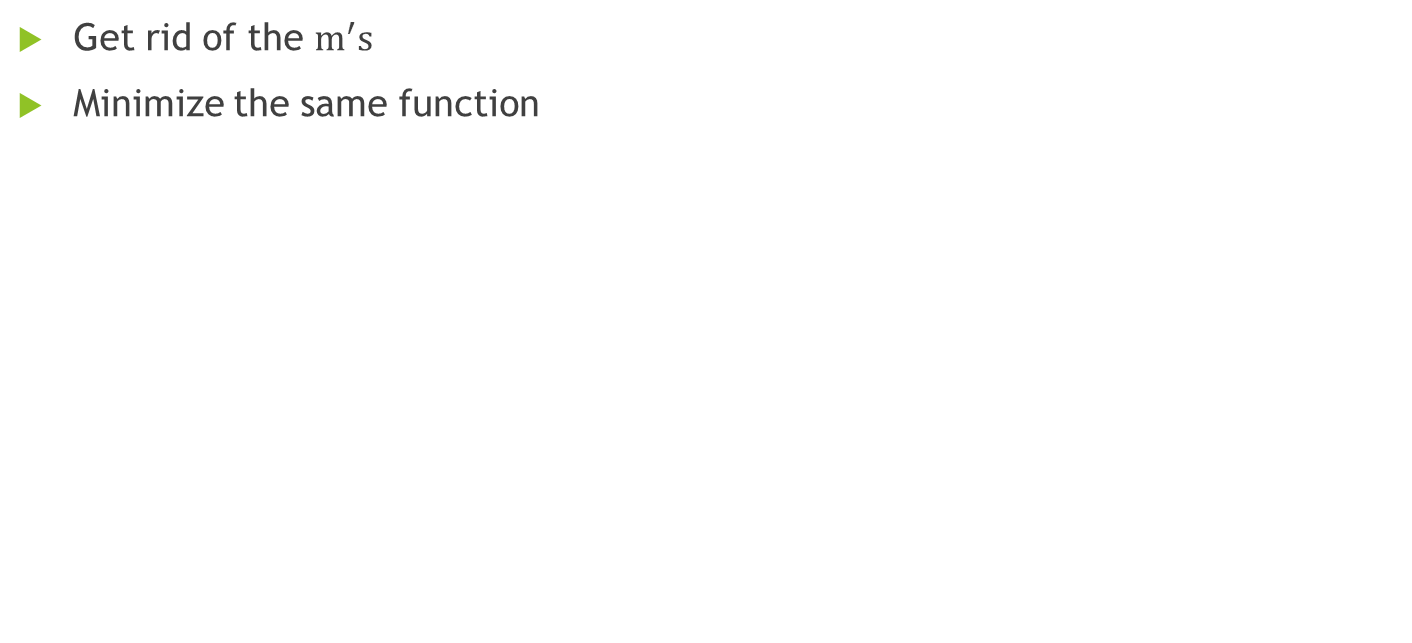 Get rid of the m′s
Minimize the same function